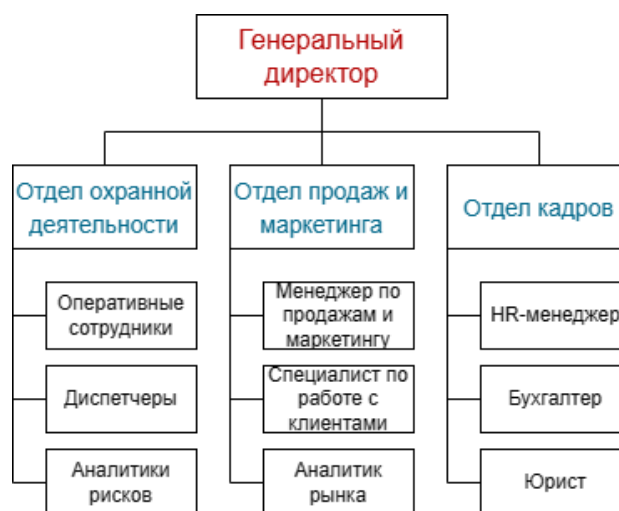 Генеральный
директор
Отдел охранной
деятельности
Отдел продаж и
маркетинга
Отдел кадров
Оперативные
сотрудники
Менеджер по
продажам и
маркетингу
HR-менеджер
Диспетчеры
Специалист по
работе с
клиентами
Бухгалтер
Аналитики
рисков
Аналитик
рынка
Юрист